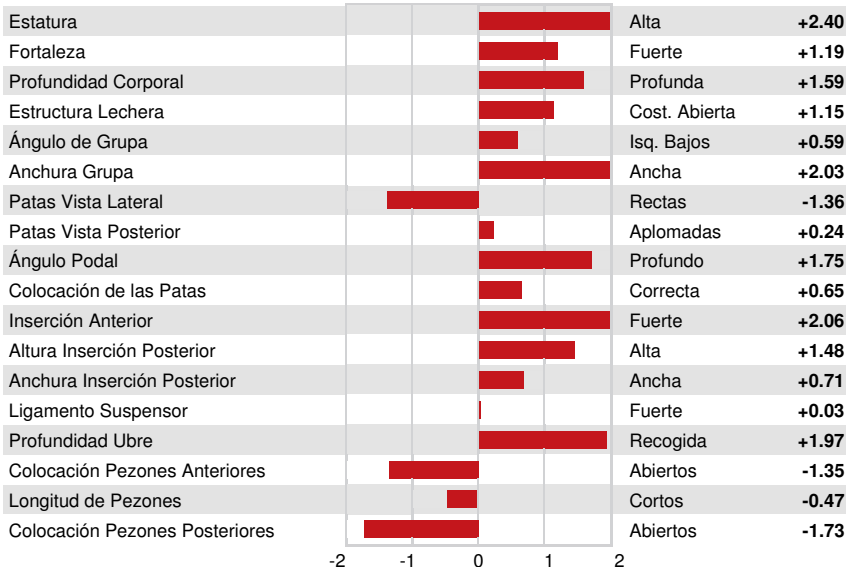 Estatura Alta +2.40
Fortaleza Fuerte +1.19
Profundidad Corporal Profunda +1.59
Estructura Lechera Cost. Abierta +1.15
Ángulo de Grupa Isq. Bajos +0.59
Anchura Grupa Ancha +2.03
Patas Vista Lateral Rectas -1.36
Patas Vista Posterior Aplomadas +0.24
Ángulo Podal Profundo +1.75
Colocación de las Patas Correcta +0.65
Inserción Anterior Fuerte +2.06
Altura Inserción Posterior Alta +1.48
Anchura Inserción Posterior Ancha +0.71
Ligamento Suspensor Fuerte +0.03
Profundidad Ubre Recogida +1.97
Colocación Pezones Anteriores Abiertos -1.35
Longitud de Pezones Cortos -0.47
Colocación Pezones Posteriores Abiertos -1.73
-2 -1 0 1 2